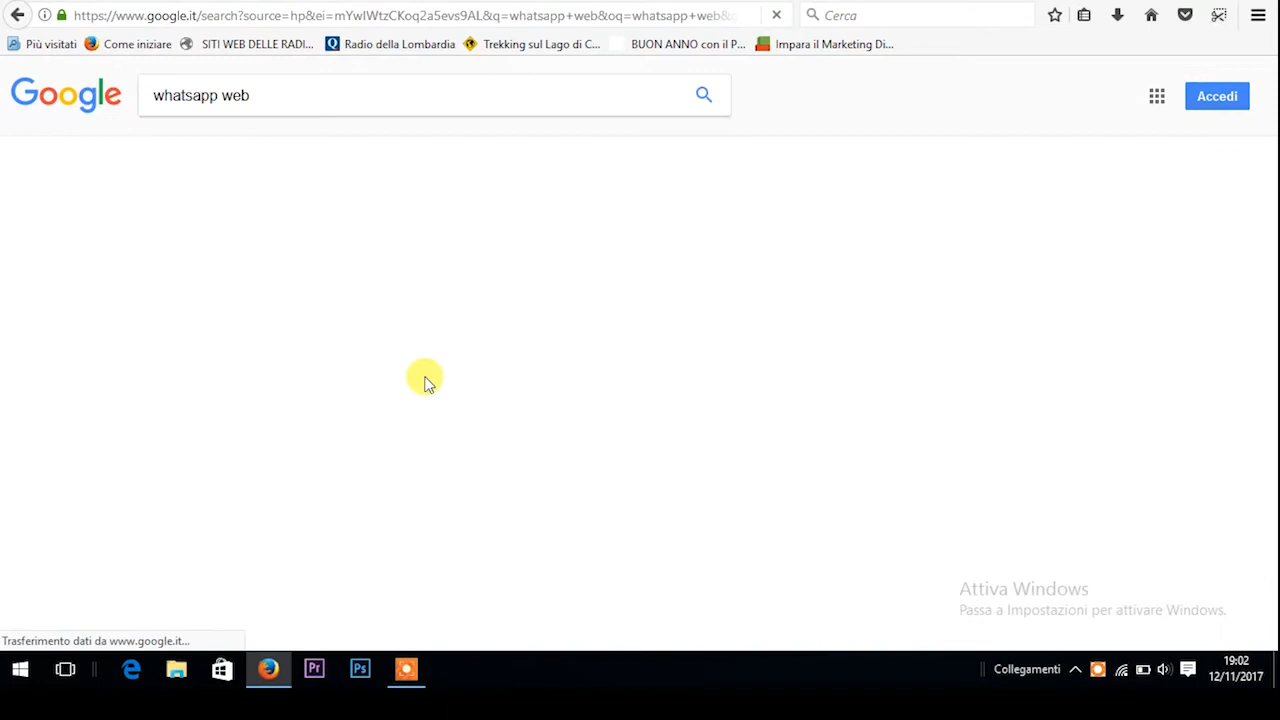 https://www.google.it/search?source=hp&ei=mYwIWtzCKoq2a5evs9AL&q=whatsapp+web&oq=whatsapp+web&
Cerca
Più visitati Come iniziare SITI WEB DELLE RADI... Radio della Lombardia Trekking sul Lago di C... BUON ANNO con il P... Impara il Marketing Di...
Google
whatsapp web
Accedi
Attiva Windows
Passa a Impostazioni per attivare Windows.
Trasferimento dati da www.google.it...
Pr
Ps
Collegamenti
19:02
12/11/2017